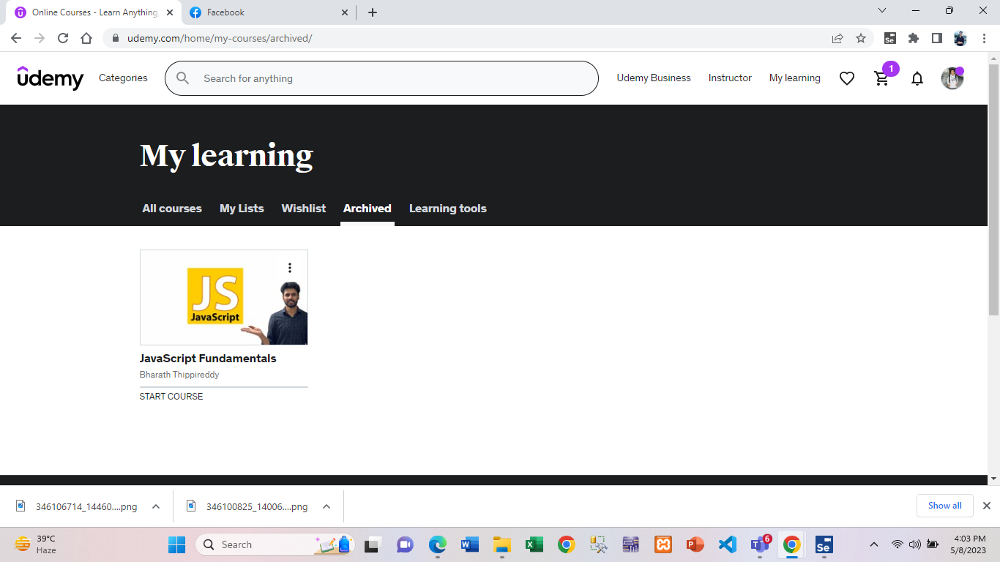 Online Courses - Learn Anything,
Facebook
udemy.com/home/my-courses/archived/
Se
udemy
Categories
Search for anything
Udemy Business
Instructor
My learning
1
My learning
All courses
My Lists
Wishlist
Archived
Learning tools
JS
JavaScript
JavaScript Fundamentals
Bharath Thippireddy
START COURSE
346106714_14460....png
346100825_14006....png
Show all
39°C
Haze
Search
6
Se
4:03 PM
5/8/2023